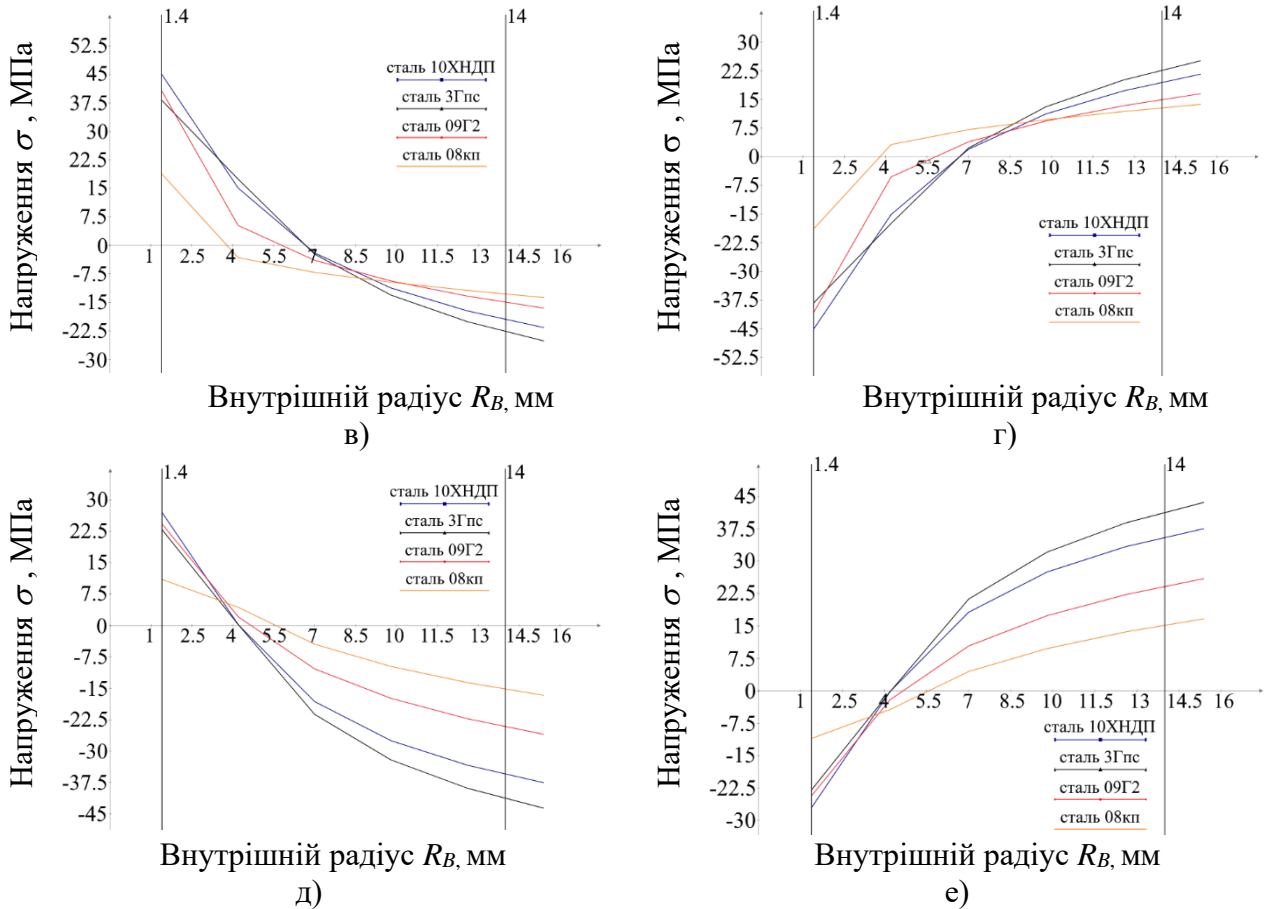 1.4
14
52.5
45
37.5
30
22.5
15
7.5
0
-7.5
-15
-22.5
-30
1 2.5 4 5.5 7 8.5 10 11.5 13 14.5 16
сталь 10ХНДП
сталь 3Гпс
сталь 09Г2
сталь 08кп
Напруження σ , МПа
Внутрішній радіус RB, мм
в)
1.4
14
30
22.5
15
7.5
0
-7.5
-15
-22.5
-30
-37.5
-45
-52.5
1 2.5 4 5.5 7 8.5 10 11.5 13 14.5 16
сталь 10ХНДП
сталь 3Гпс
сталь 09Г2
сталь 08кп
Напруження σ , МПа
Внутрішній радіус RB, мм
г)
1.4
14
30
22.5
15
7.5
0
-7.5
-15
-22.5
-30
-37.5
-45
1 2.5 4 5.5 7 8.5 10 11.5 13 14.5 16
сталь 10ХНДП
сталь 3Гпс
сталь 09Г2
сталь 08кп
Напруження σ , МПа
Внутрішній радіус RB, мм
д)
1.4
14
45
37.5
30
22.5
15
7.5
0
-7.5
-15
-22.5
-30
1 2.5 4 5.5 7 8.5 10 11.5 13 14.5 16
сталь 10ХНДП
сталь 3Гпс
сталь 09Г2
сталь 08кп
Напруження σ , МПа
Внутрішній радіус RB, мм
е)